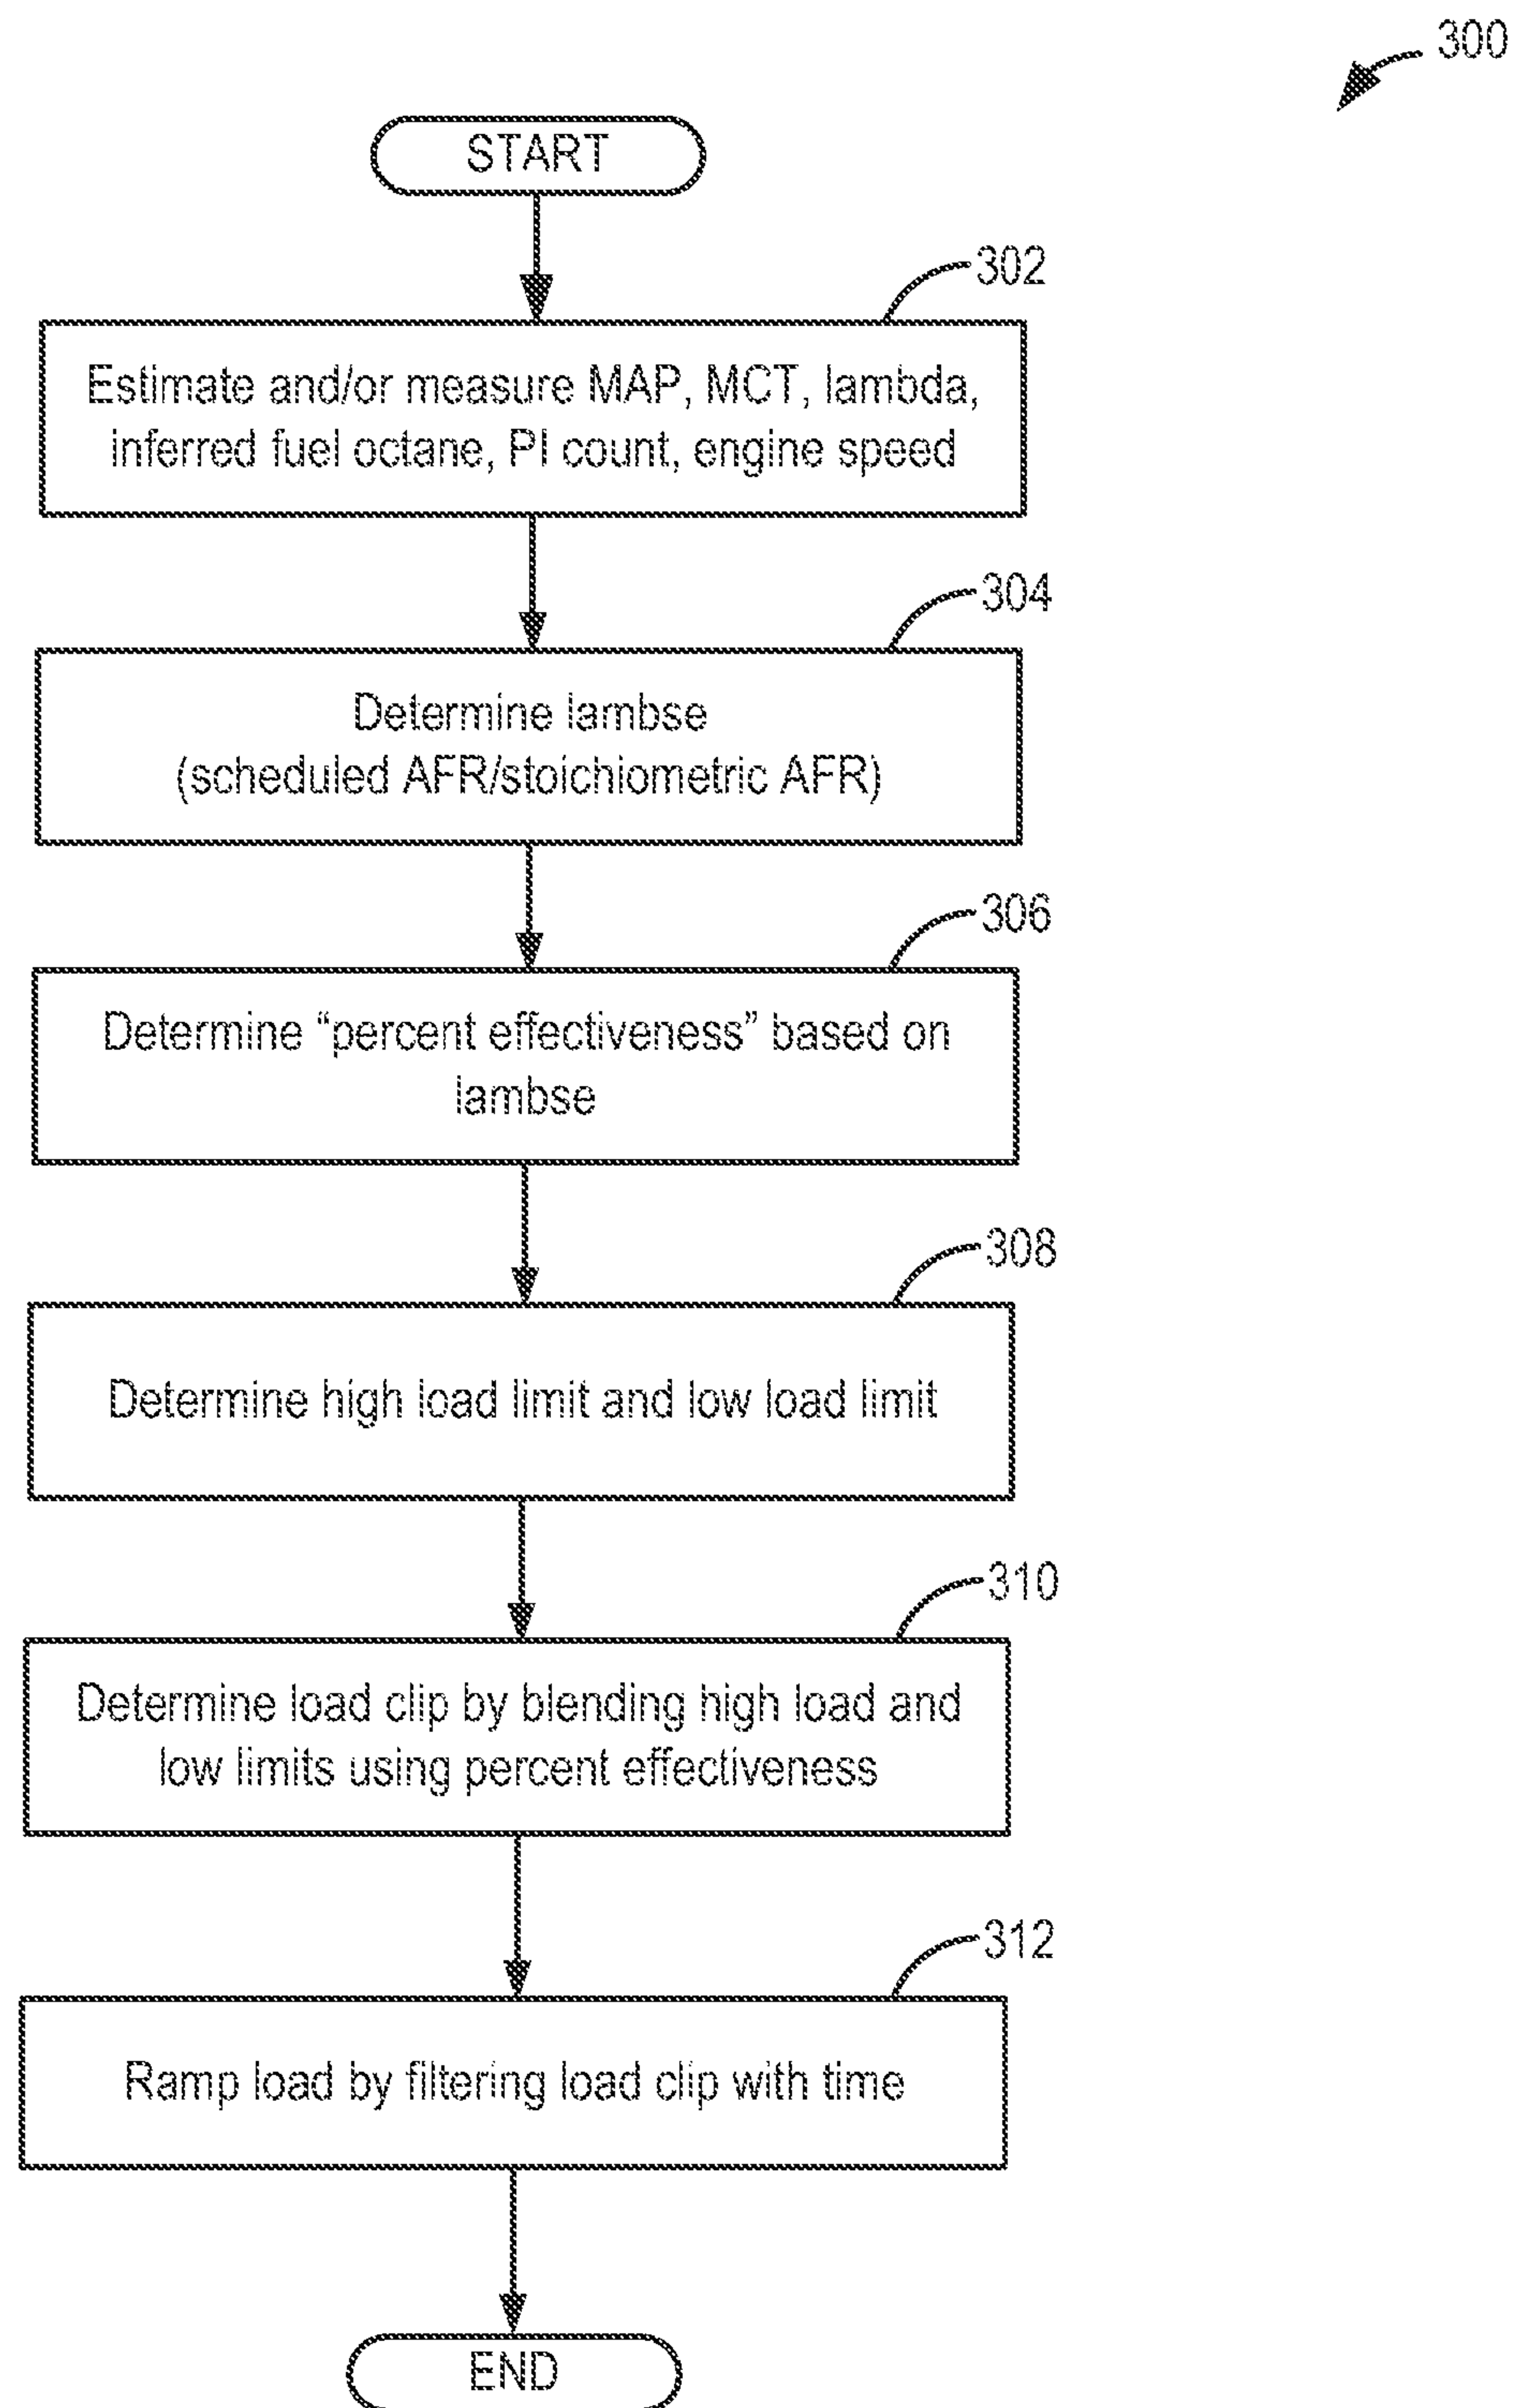 300
START
302
Estimate and/or measure MAP, MCT, lambda,
inferred fuel octane, PI count, engine speed
304
Determine lambse
(scheduled AFR/stoichiometric AFR)
306
Determine “percent effectiveness” based on
lambse
308
Determine high load limit and low load limit
310
Determine load clip by blending high load and
low limits using percent effectiveness
312
Ramp load by filtering load clip with time
END